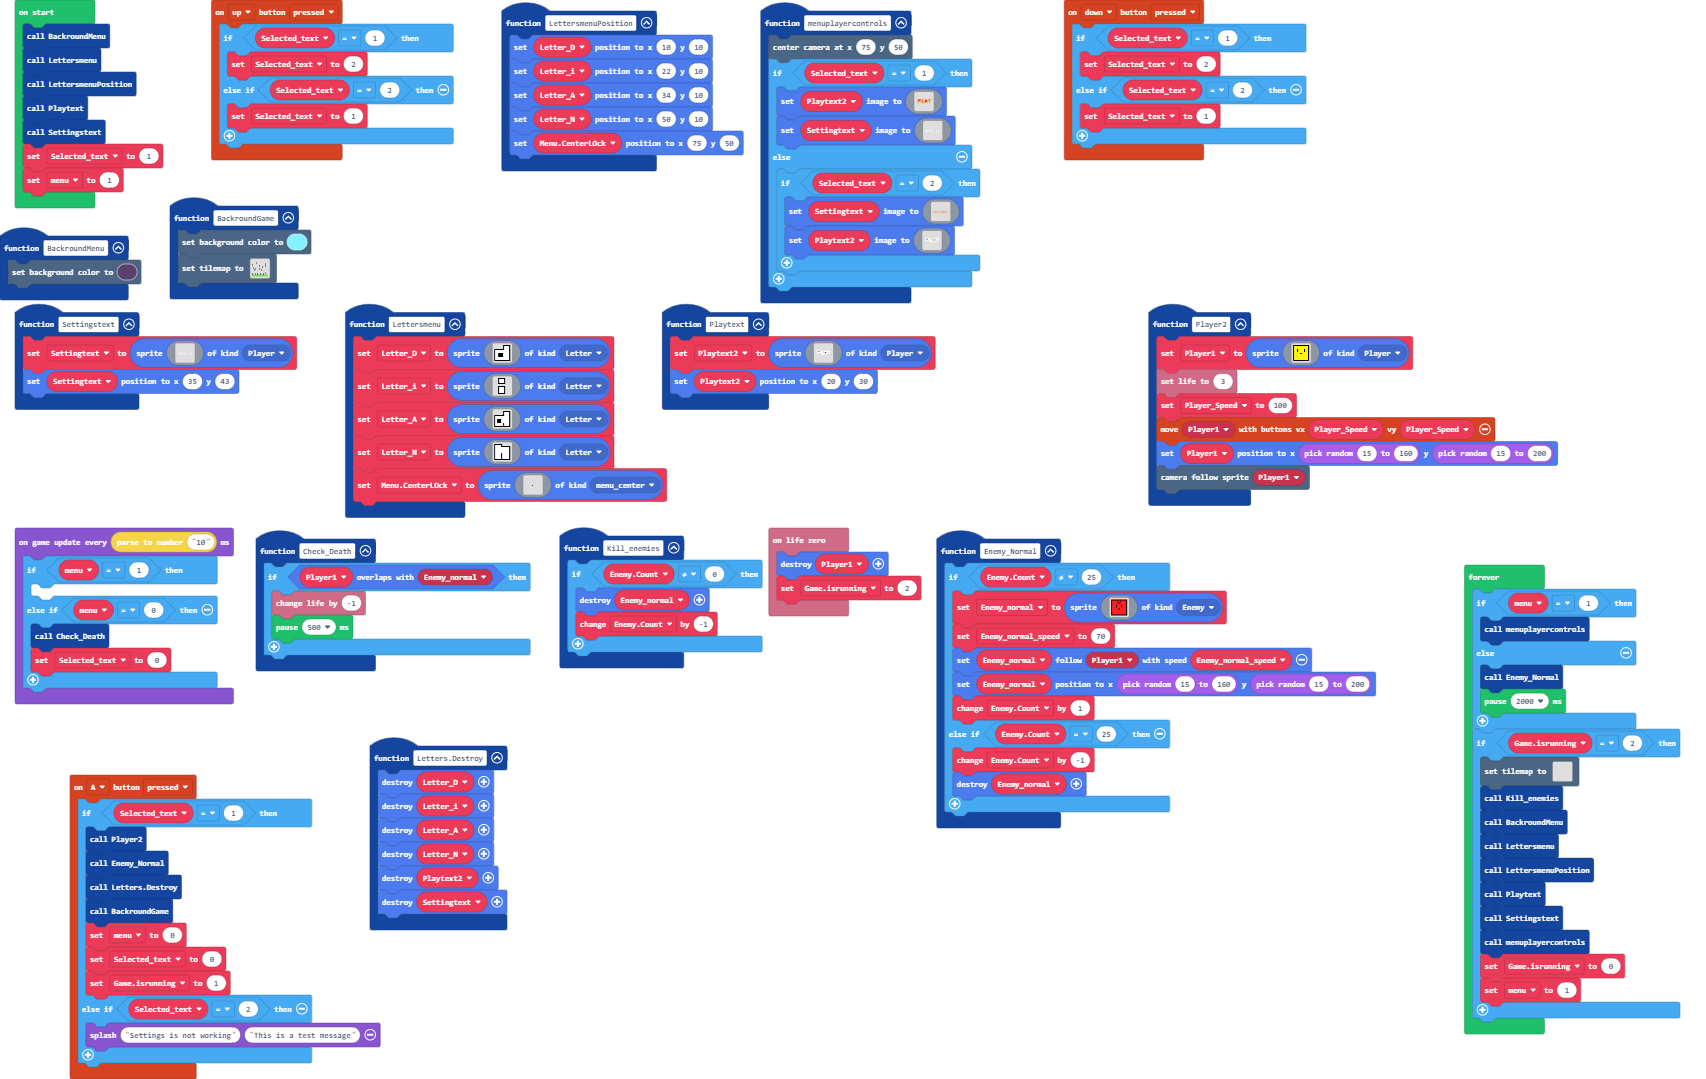 on start
call BackroundMenu
call Lettersmenu
call LettersmenuPosition
call Playtext
call Settingstext
set Selected_text to 1
set menu to 1
on up button pressed
if Selected_text = 1 then
set Selected_text to 2
else if Selected_text = 2 then
set Selected_text to 1
function LettersmenuPosition
set Letter_D position to x 10 y 10
set Letter_i position to x 22 y 10
set Letter_A position to x 34 y 10
set Letter_N position to x 50 y 10
set Menu.CenterLOck position to x 75 y 50
function menuplayercontrols
center camera at x 75 y 50
if Selected_text = 1 then
set Playtext2 image to PLAY
set Settingtext image to
else
if Selected_text = 2 then
set Settingtext image to
set Playtext2 image to
on down button pressed
if Selected_text = 1 then
set Selected_text to 2
else if Selected_text = 2 then
set Selected_text to 1
function BackroundMenu
set background color to
function BackroundGame
set background color to
set tilemap to
function Settingstext
set Settingtext to sprite of kind Player
set Settingtext position to x 35 y 43
function Lettersmenu
set Letter_D to sprite of kind Letter
set Letter_i to sprite of kind Letter
set Letter_A to sprite of kind Letter
set Letter_N to sprite of kind Letter
set Menu.CenterLOck to sprite of kind menu_center
function Playtext
set Playtext2 to sprite of kind Player
set Playtext2 position to x 20 y 30
function Player2
set Player1 to sprite of kind Player
set life to 3
set Player_Speed to 100
move Player1 with buttons vx Player_Speed vy Player_Speed
set Player1 position to x pick random 15 to 160 y pick random 15 to 200
camera follow sprite Player1
on game update every parse to number "10" ms
if menu = 1 then
else if menu = 0 then
call Check_Death
set Selected_text to 0
function Check_Death
if Player1 overlaps with Enemy_normal then
change life by -1
pause 500 ms
function Kill_enemies
if Enemy.Count ≠ 0 then
destroy Enemy_normal
change Enemy.Count by -1
on life zero
destroy Player1
set Game.isrunning to 2
function Enemy_Normal
if Enemy.Count ≠ 25 then
set Enemy_normal to sprite of kind Enemy
set Enemy_normal_speed to 70
set Enemy_normal follow Player1 with speed Enemy_normal_speed
set Enemy_normal position to x pick random 15 to 160 y pick random 15 to 200
change Enemy.Count by 1
else if Enemy.Count = 25 then
change Enemy.Count by -1
destroy Enemy_normal
forever
if menu = 1 then
call menuplayercontrols
else
call Enemy_Normal
pause 2000 ms
if Game.isrunning = 2 then
set tilemap to
call Kill_enemies
call BackroundMenu
call Lettersmenu
call LettersmenuPosition
call Playtext
call Settingstext
call menuplayercontrols
set Game.isrunning to 0
set menu to 1
on A button pressed
if Selected_text = 1 then
call Player2
call Enemy_Normal
call Letters.Destroy
call BackroundGame
set menu to 0
set Selected_text to 0
set Game.isrunning to 1
else if Selected_text = 2 then
splash "Settings is not working" "This is a test message"
function Letters.Destroy
destroy Letter_D
destroy Letter_i
destroy Letter_A
destroy Letter_N
destroy Playtext2
destroy Settingtext